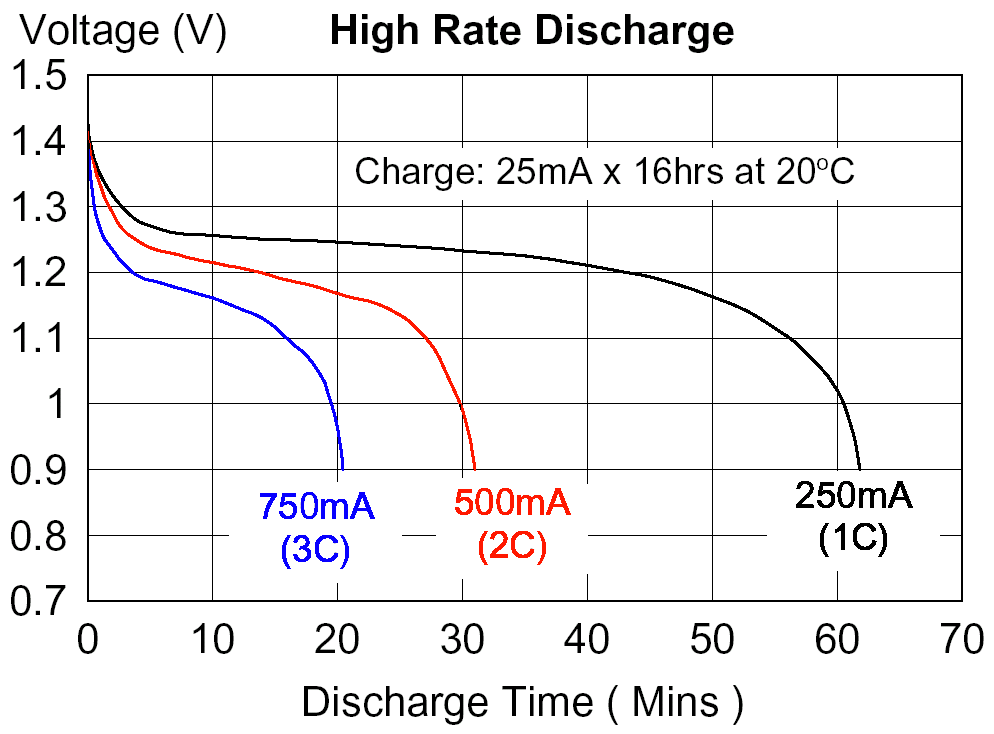 Voltage (V) High Rate Discharge
1.5
1.4
Charge: 25mA x 16hrs at 20ºC
1.3
1.2
1.1
1
0.9
750mA 500mA 250mA
(3C) (2C) (1C)
0.8
0.7
0 10 20 30 40 50 60 70
Discharge Time ( Mins )